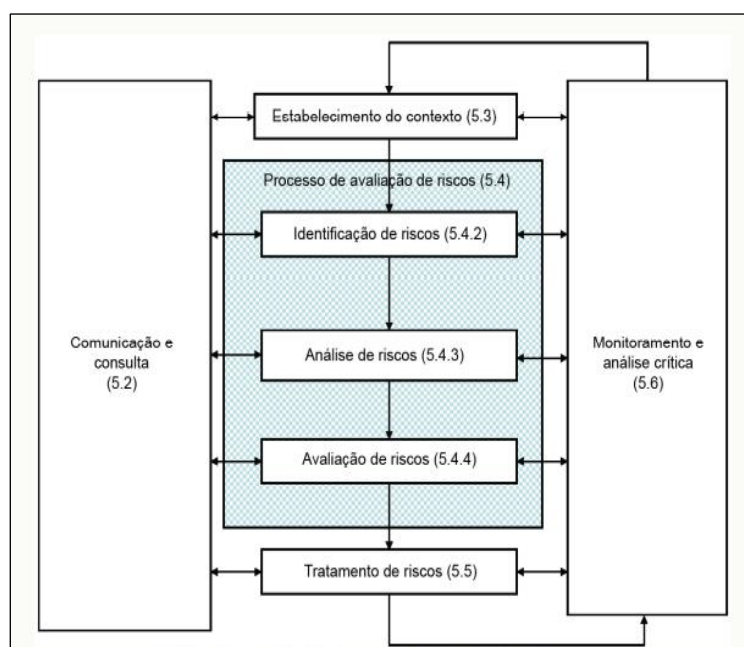 Estabelecimento do contexto (5.3)
Processo de avaliação de riscos (5.4)
Identificação de riscos (5.4.2)
Comunicação e
consulta
(5.2)
Análise de riscos (5.4.3)
Monitoramento e
análise crítica
(5.6)
Avaliação de riscos (5.4.4)
Tratamento de riscos (5.5)